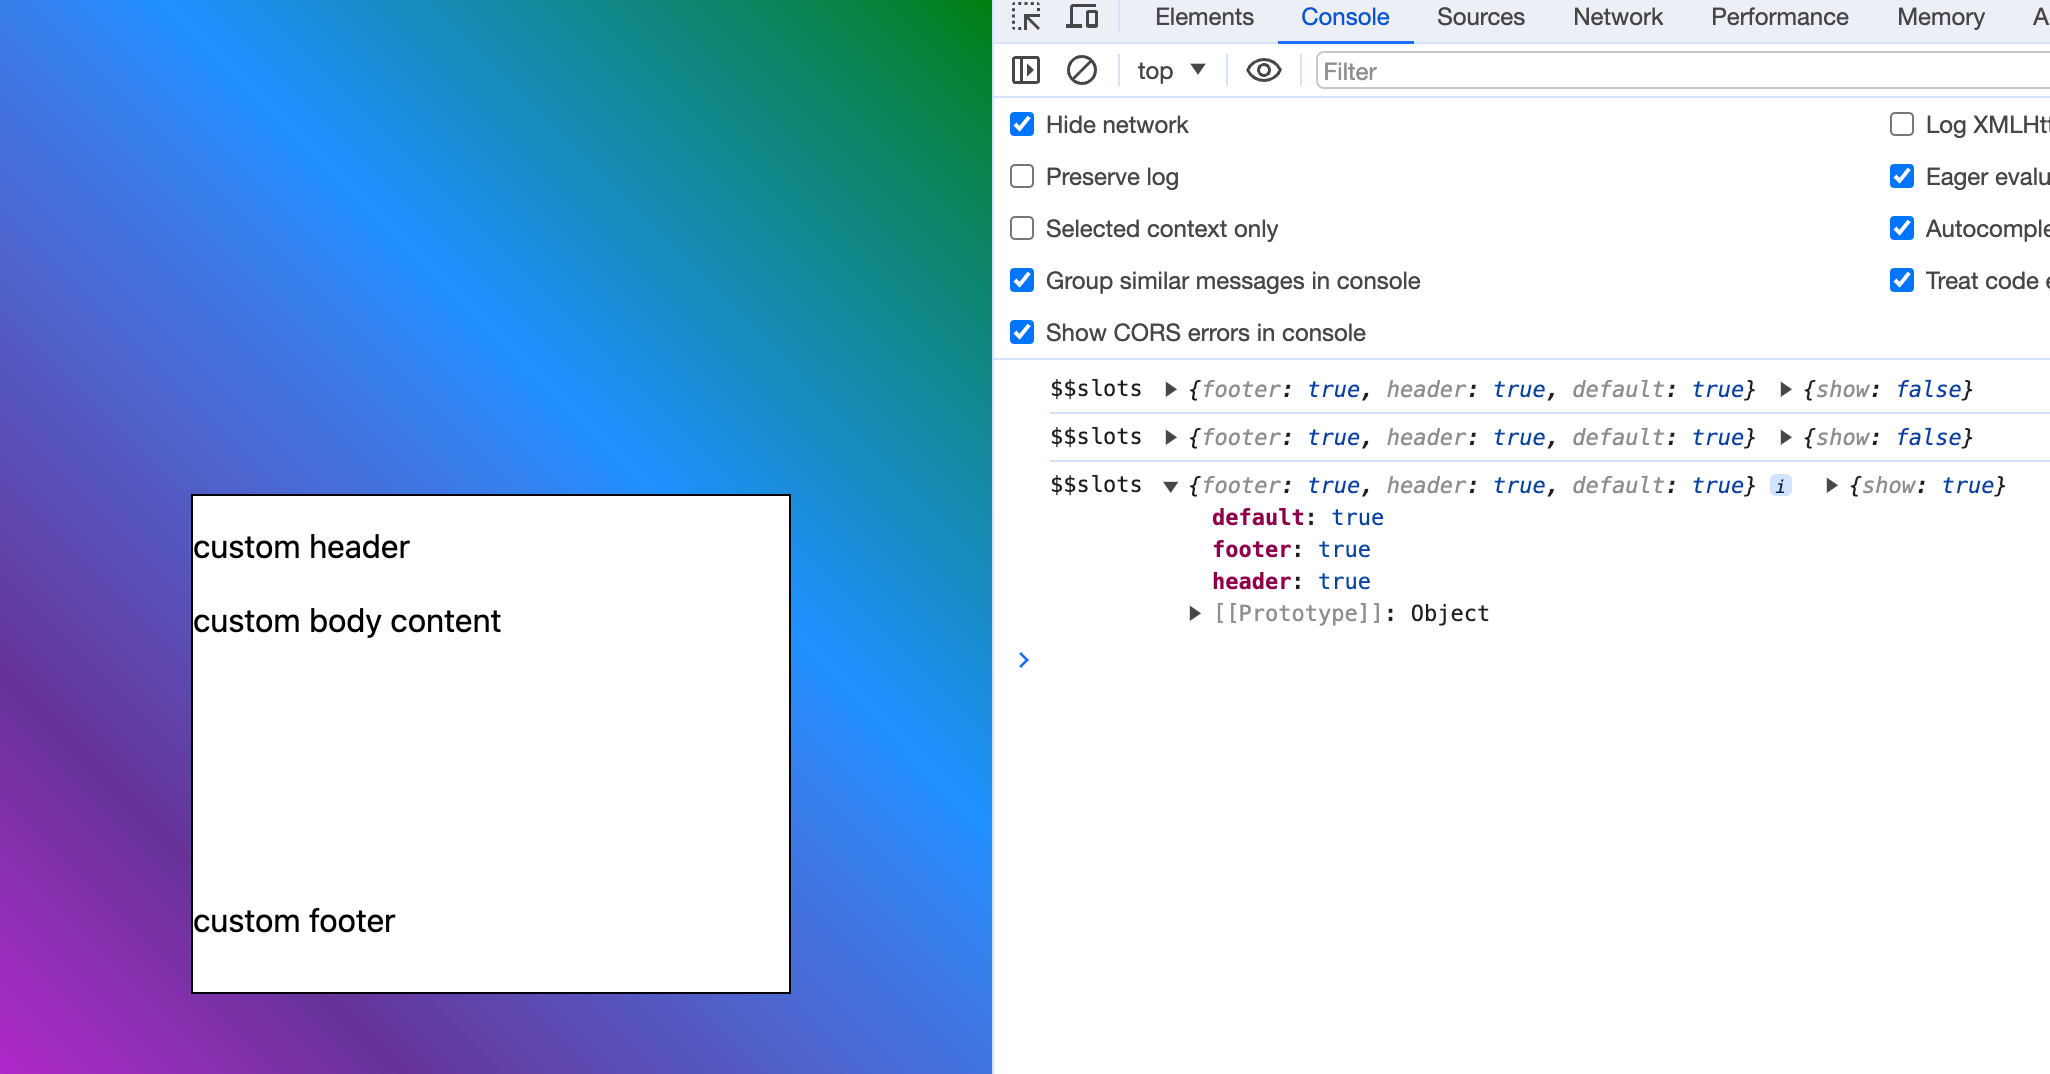 custom header
custom body content
custom footer
Elements Console Sources Network Performance Memory A
top Filter
Hide network Log XMLHtt
Preserve log Eager evalu
Selected context only Autocomple
Group similar messages in console Treat code e
Show CORS errors in console
$$slots {footer: true, header: true, default: true} {show: false}
$$slots {footer: true, header: true, default: true} {show: false}
$$slots {footer: true, header: true, default: true} i {show: true}
default: true
footer: true
header: true
[[Prototype]]: Object